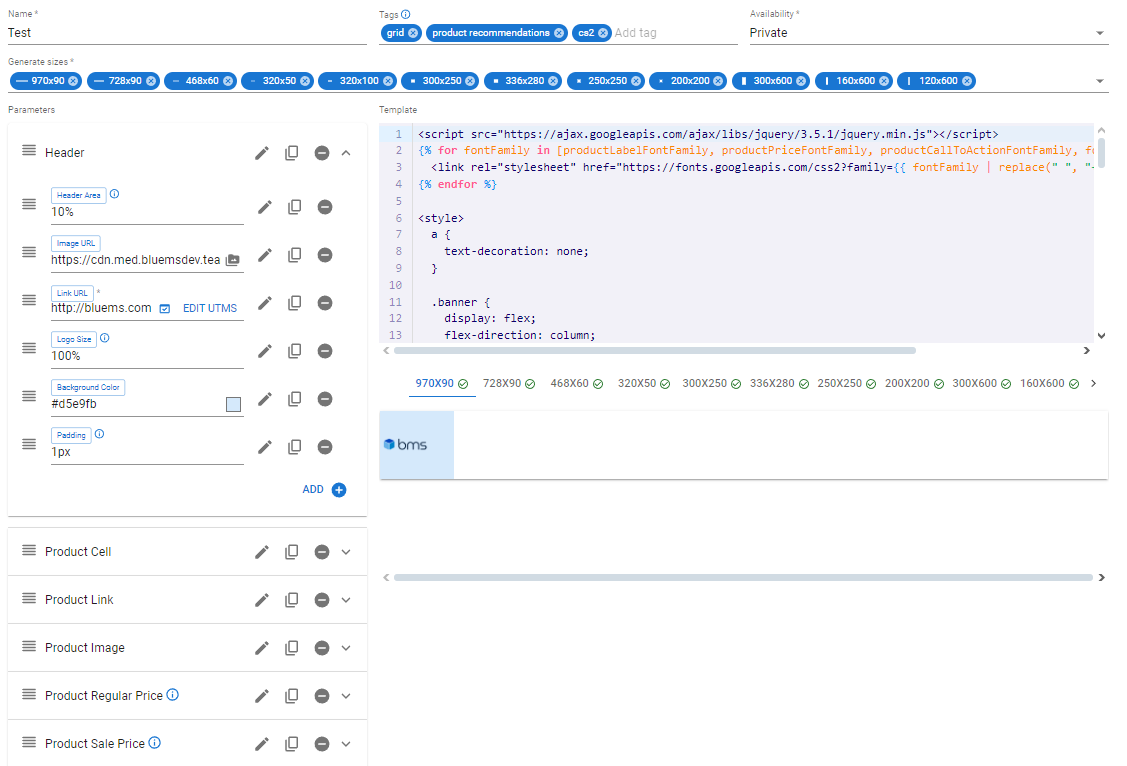 Name *
Test
Tags
grid product recommendations cs2 Add tag
Availability *
Private
Generate sizes *
970x90 728x90 468x60 320x50 320x100 300x250 336x280 250x250 200x200 300x600 160x600 120x600
Parameters
Header
Header Area
10%
Image URL
https://cdn.med.bluemsdev.tea
Link URL *
http://bluems.com EDIT UTMS
Logo Size
100%
Background Color
#d5e9fb
Padding
1px
ADD
Product Cell
Product Link
Product Image
Product Regular Price
Product Sale Price
Template
1 <script src="https://ajax.googleapis.com/ajax/libs/jquery/3.5.1/jquery.min.js"></script>
2 {% for fontFamily in [productLabelFontFamily, productPriceFontFamily, productCallToActionFontFamily, fo
3 <link rel="stylesheet" href="https://fonts.googleapis.com/css2?family={{ fontFamily | replace(" ", "
4 {% endfor %}
5
6 <style>
7 a {
8 text-decoration: none;
9 }
10
11 .banner {
12 display: flex;
13 flex-direction: column;
970X90 728X90 468X60 320X50 300X250 336X280 250X250 200X200 300X600 160X600
bms